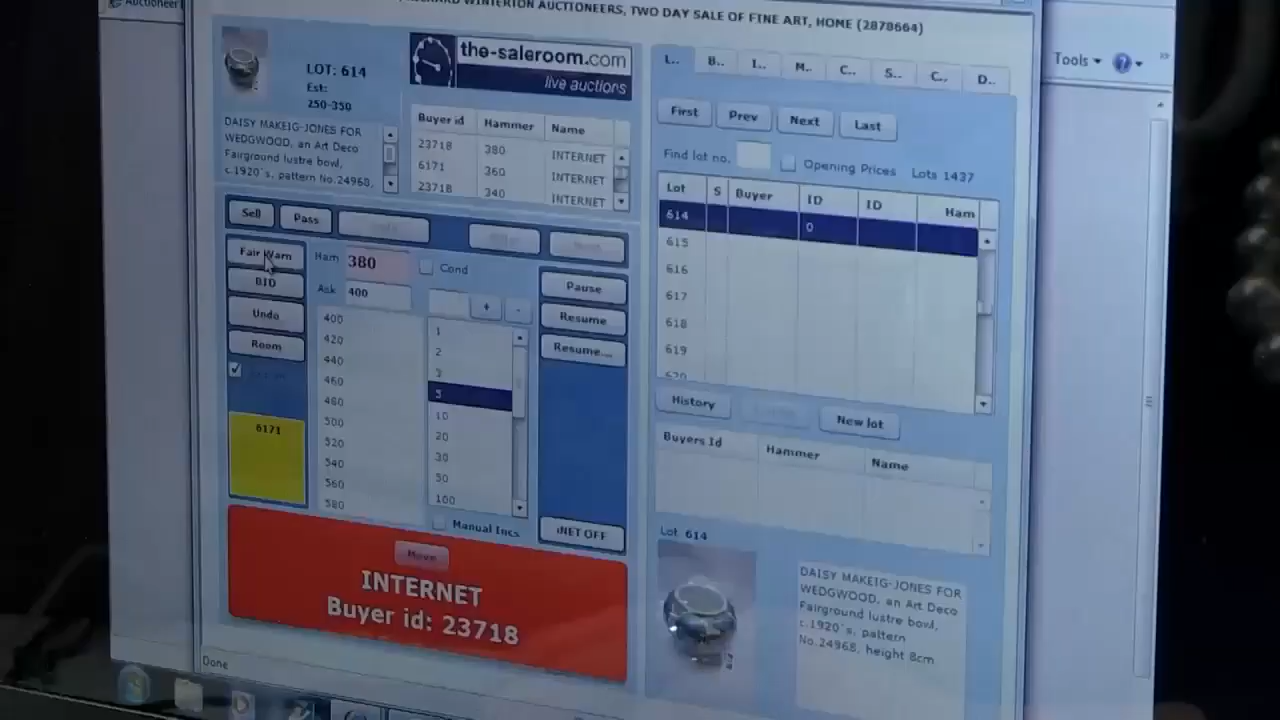 Auctioneer
WINTERTON AUCTIONEERS, TWO DAY SALE OF FINE ART, HOME (2878664)
Tools
LOT: 614
Est:
250-350
the-saleroom.com
live auctions
DAISY MAKEIG-JONES FOR
WEDGWOOD, an Art Deco
Fairground lustre bowl,
c.1920`s, pattern No.24968,
Buyer id Hammer Name
23718 380 INTERNET
6171 360 INTERNET
23718 340 INTERNET
Sell Pass
Fair Warn
BID
Undo
Room
Ham 380 Cond
Ask 400
+ -
400
420
440
460
480
500
520
540
560
580
1
2
3
5
10
20
30
50
100
Pause
Resume
Resume...
6171
Manual Incs
iNET OFF
Move
INTERNET
Buyer id: 23718
Done
L.. B.. I.. M.. C.. S.. C.. D..
First Prev Next Last
Find lot no. Opening Prices Lots 1437
Lot S Buyer ID ID Ham
614 0
615
616
617
618
619
620
History New lot
Buyers Id Hammer Name
Lot 614
DAISY MAKEIG-JONES FOR
WEDGWOOD, an Art Deco
Fairground lustre bowl,
c.1920`s, pattern
No.24968, height 8cm